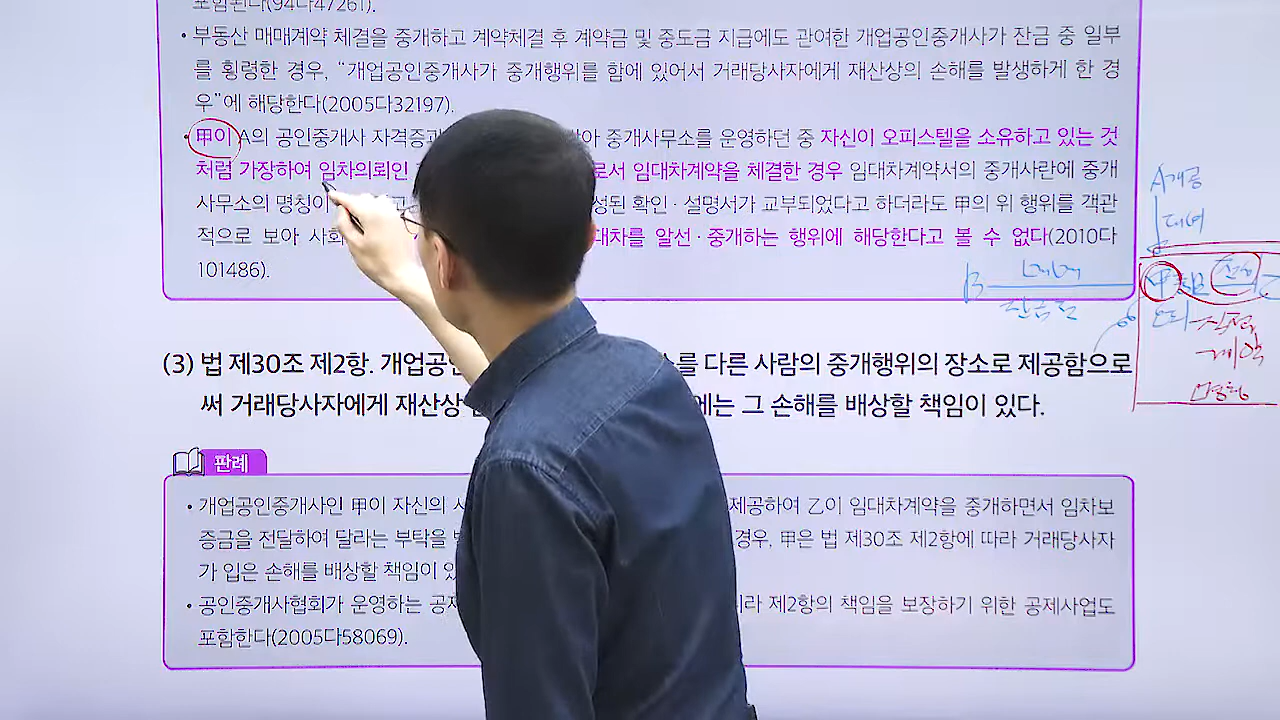 포함된다(94다47261).
• 부동산 매매계약 체결을 중개하고 계약체결 후 계약금 및 중도금 지급에도 관여한 개업공인중개사가 잔금 중 일부
를 횡령한 경우, “개업공인중개사가 중개행위를 함에 있어서 거래당사자에게 재산상의 손해를 발생하게 한 경
우”에 해당한다(2005다32197).
• 甲이 A의 공인중개사 자격증과 중개사무소를 운영하던 중 자신이 오피스텔을 소유하고 있는 것
처럼 가장하여 임차의뢰인 로서 임대차계약을 체결한 경우 임대차계약서의 중개사란에 중개
사무소의 명칭이 성된 확인·설명서가 교부되었다고 하더라도 甲의 위 행위를 객관
적으로 보아 사회 대차를 알선·중개하는 행위에 해당한다고 볼 수 없다(2010다
101486).
A개공
대여
B 매매
잔금전
甲
직접
계약
(3) 법 제30조 제2항. 개업공인 를 다른 사람의 중개행위의 장소로 제공함으로
써 거래당사자에게 재산상 에는 그 손해를 배상할 책임이 있다.
판례
• 개업공인중개사인 甲이 자신의 제공하여 乙이 임대차계약을 중개하면서 임차보
증금을 전달하여 달라는 부탁을 경우, 甲은 법 제30조 제2항에 따라 거래당사자
가 입은 손해를 배상할 책임이
• 공인중개사협회가 운영하는 공제 라 제2항의 책임을 보장하기 위한 공제사업도
포함한다(2005다58069).